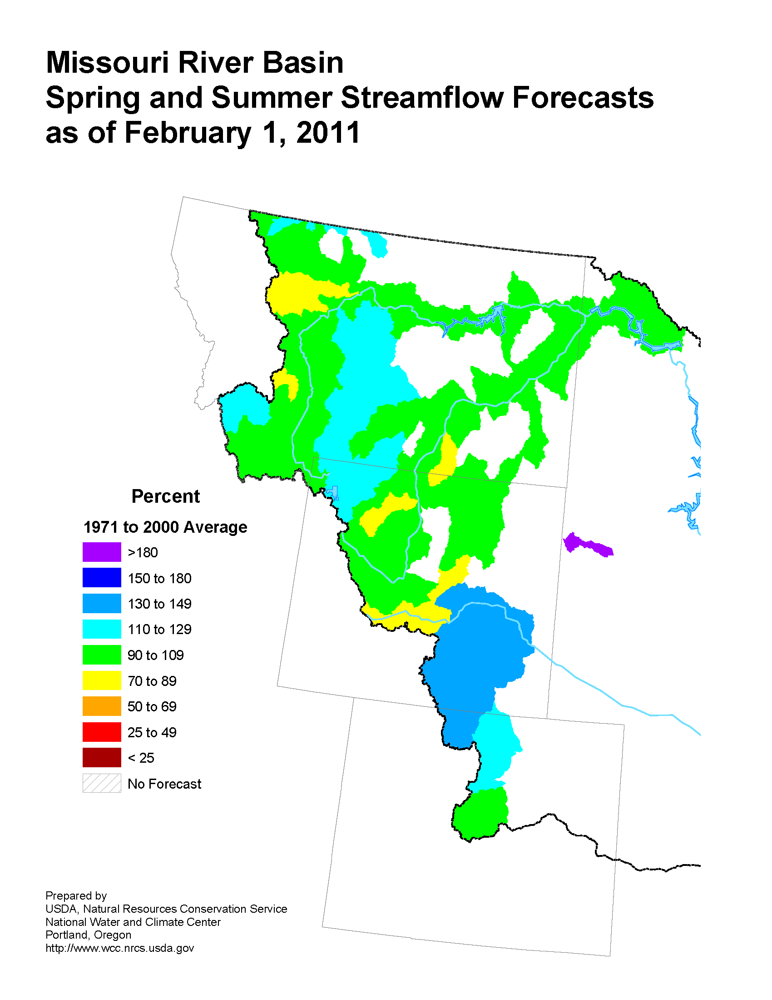 Missouri River Basin
Spring and Summer Streamflow Forecasts
as of February 1, 2011
Percent
1971 to 2000 Average
>180
150 to 180
130 to 149
110 to 129
90 to 109
70 to 89
50 to 69
25 to 49
< 25
No Forecast
Prepared by
USDA, Natural Resources Conservation Service
National Water and Climate Center
Portland, Oregon
http://www.wcc.nrcs.usda.gov